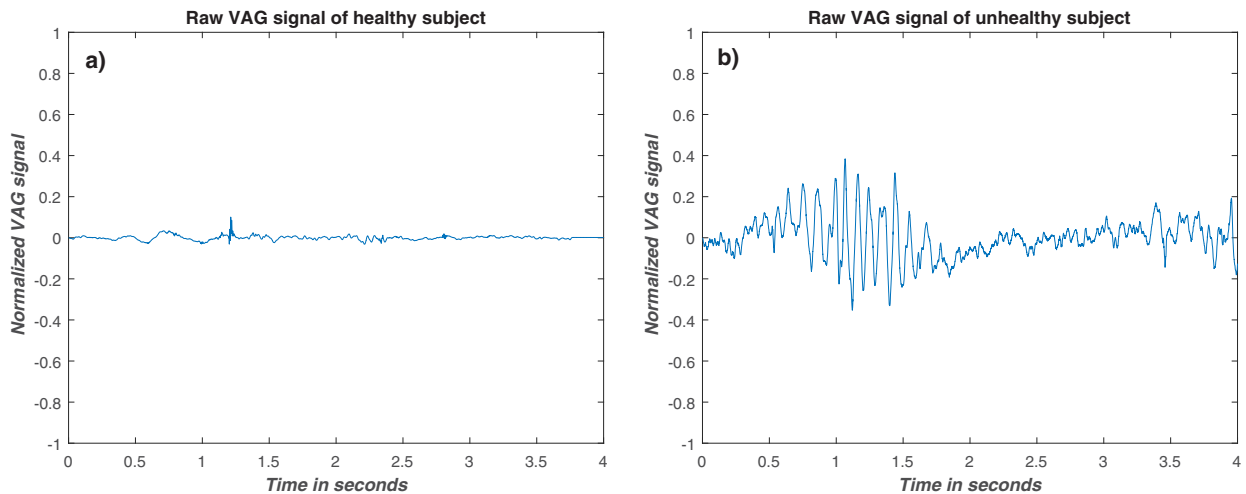 Raw VAG signal of healthy subject
a)
1
0.8
0.6
0.4
0.2
0
-0.2
-0.4
-0.6
-0.8
-1
Normalized VAG signal
0 0.5 1 1.5 2 2.5 3 3.5 4
Time in seconds
Raw VAG signal of unhealthy subject
b)
1
0.8
0.6
0.4
0.2
0
-0.2
-0.4
-0.6
-0.8
-1
Normalized VAG signal
0 0.5 1 1.5 2 2.5 3 3.5 4
Time in seconds